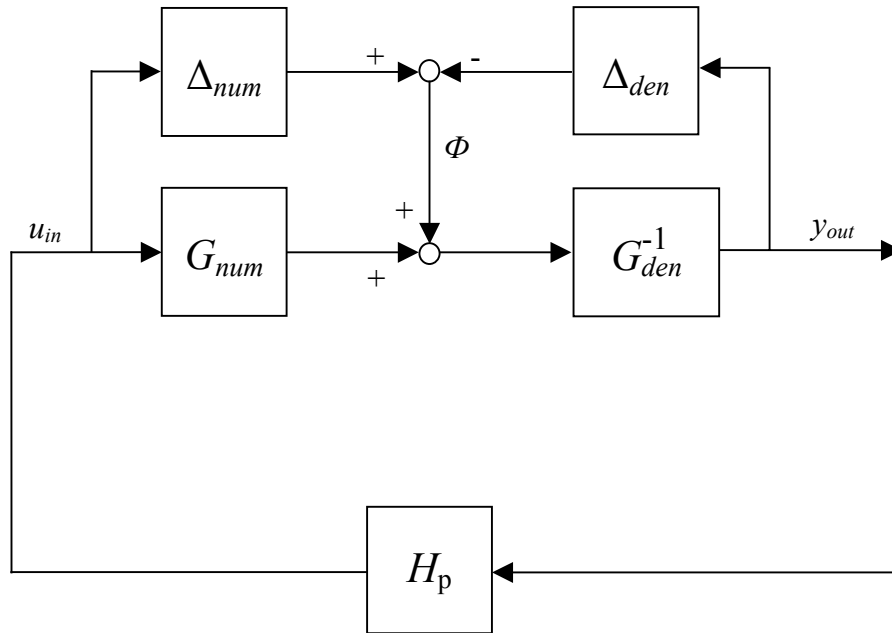 + -
Δnum Δden
Φ
+
uin yout
Gnum G-1den
+
Hp